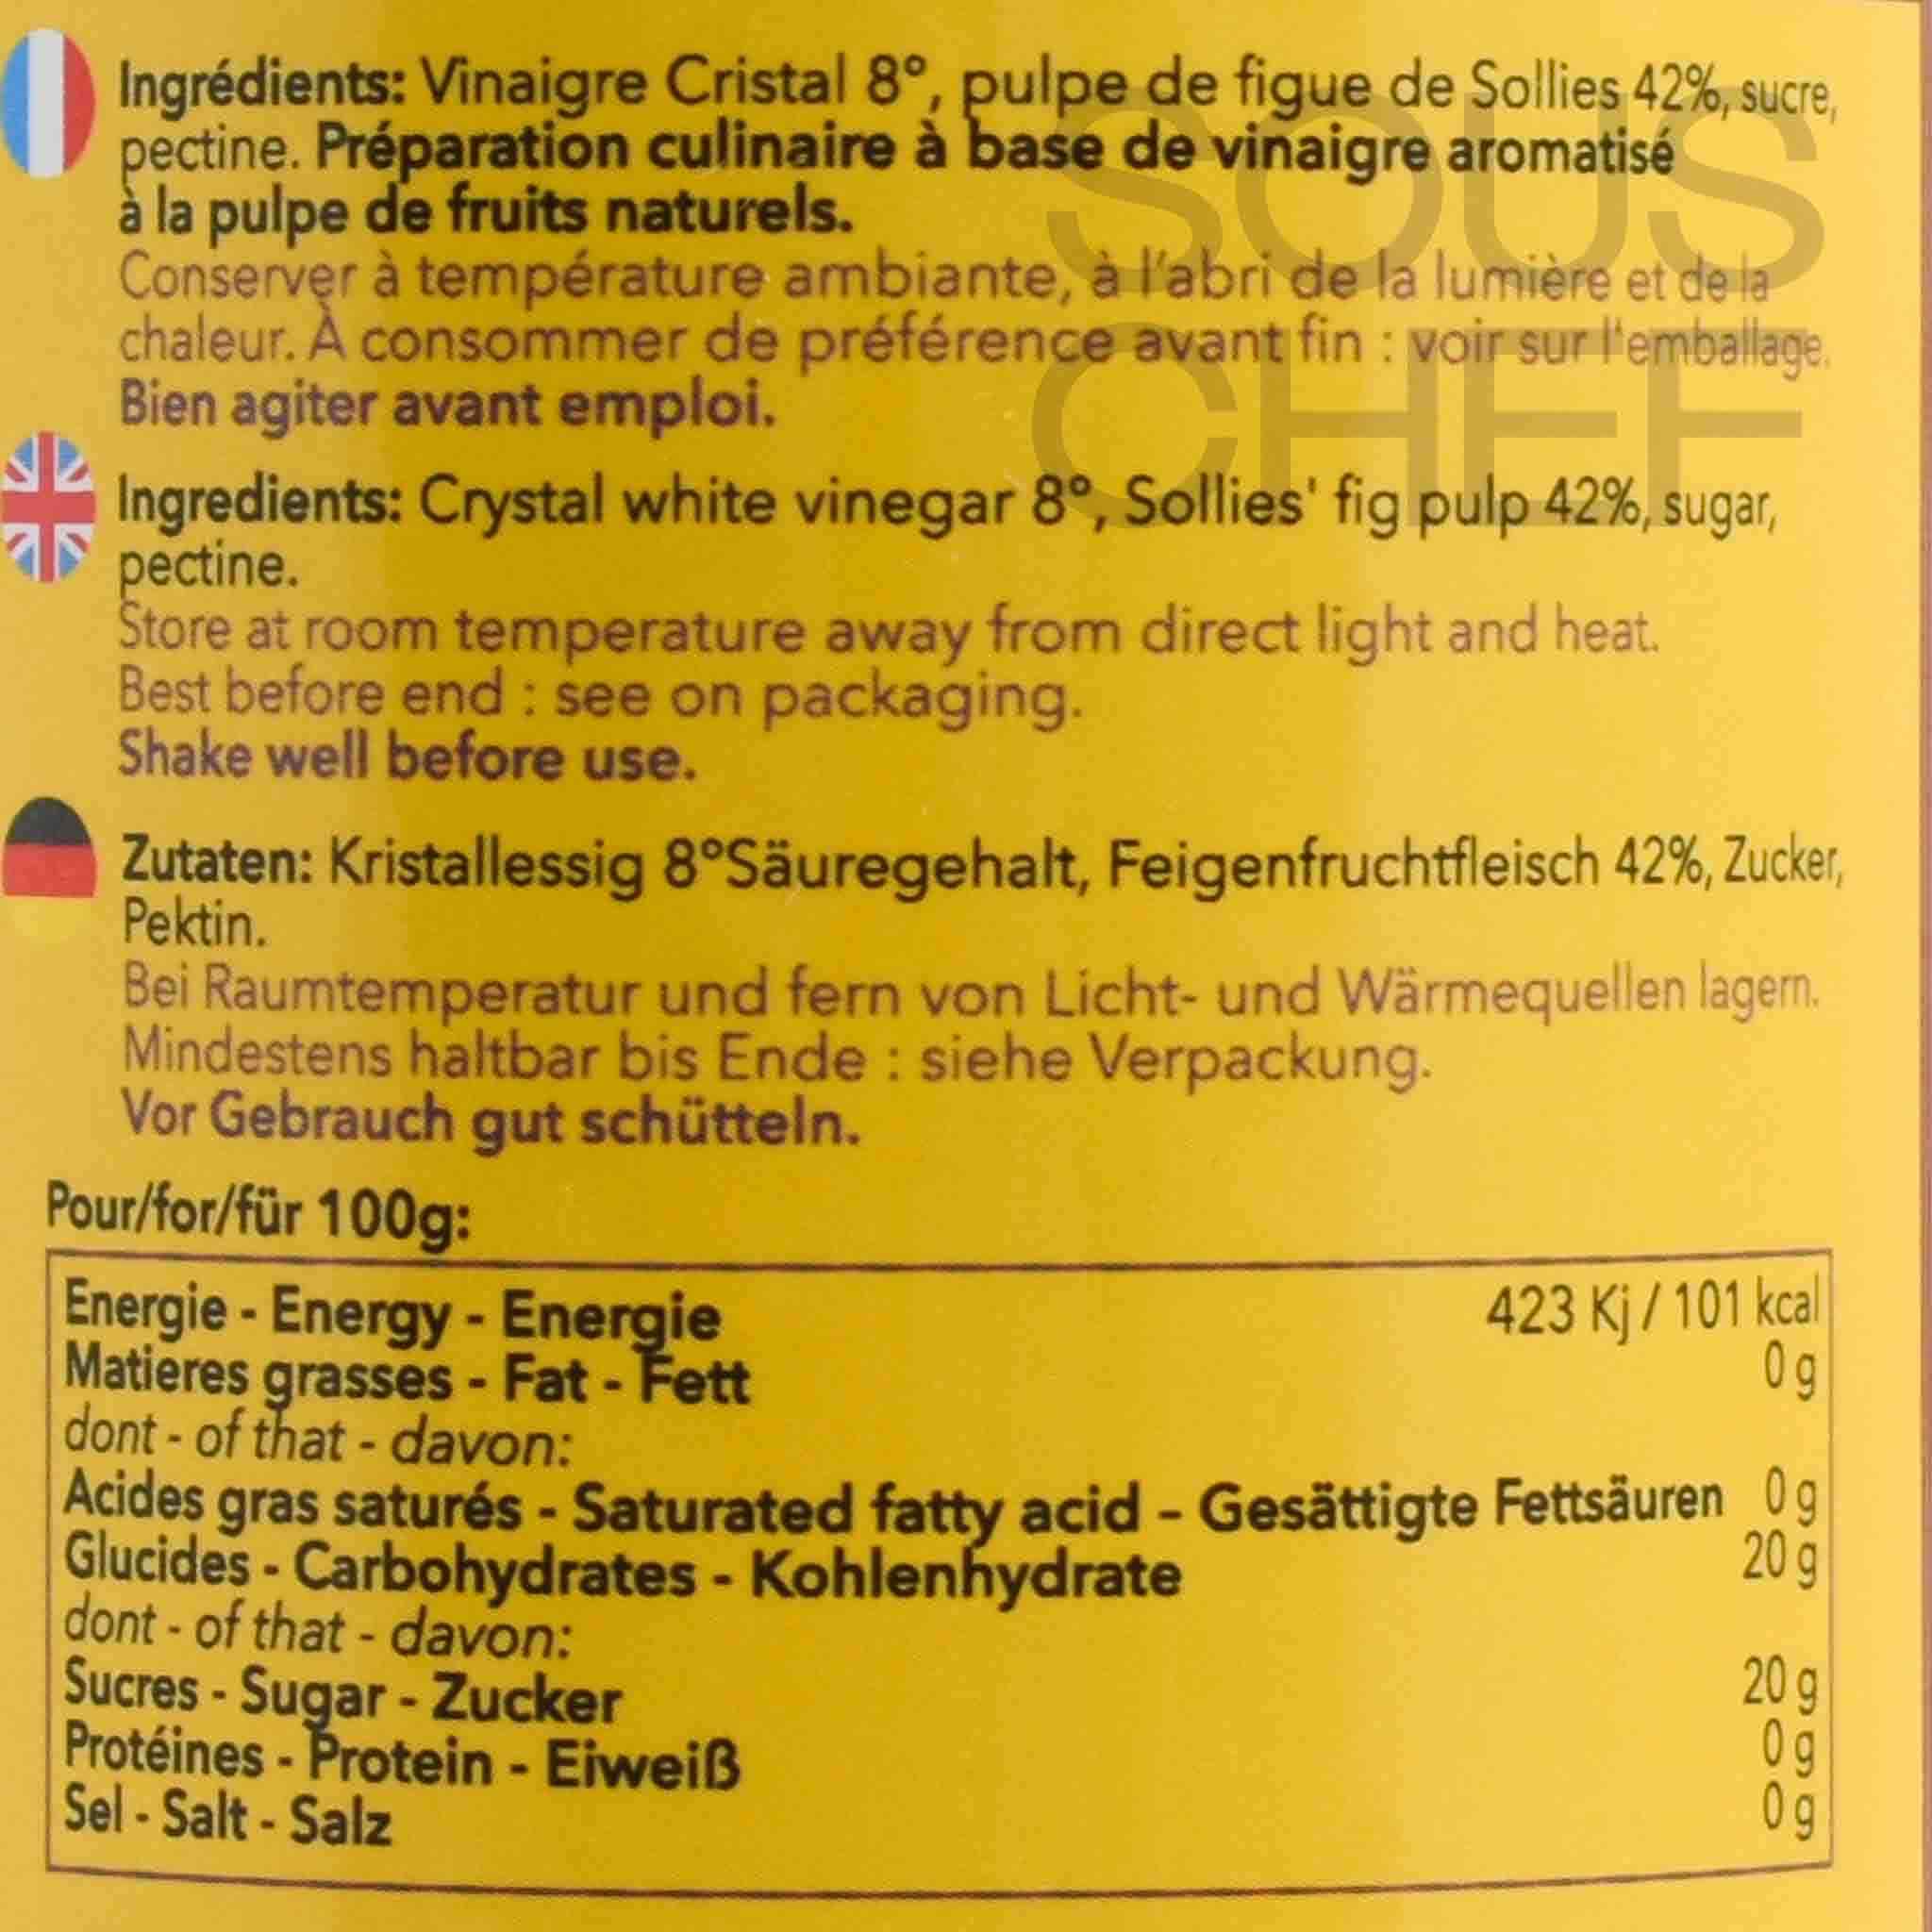 Ingrédients: Vinaigre Cristal 8°, pulpe de figue de Sollies 42%, sucre,
pectine. Préparation culinaire à base de vinaigre aromatisé
à la pulpe de fruits naturels.
Conserver à température ambiante, à l'abri de la lumière et de la
chaleur. À consommer de préférence avant fin : voir sur l'emballage.
Bien agiter avant emploi.
SOUS
CHEF
Ingredients: Crystal white vinegar 8°, Sollies' fig pulp 42%, sugar,
pectine.
Store at room temperature away from direct light and heat.
Best before end : see on packaging.
Shake well before use.
Zutaten: Kristallessig 8°Säuregehalt, Feigenfruchtfleisch 42%, Zucker,
Pektin.
Bei Raumtemperatur und fern von Licht- und Wärmequellen lagern.
Mindestens haltbar bis Ende : siehe Verpackung.
Vor Gebrauch gut schütteln.
Pour/for/für 100g:
Energie - Energy - Energie 423 Kj / 101 kcal
Matieres grasses - Fat - Fett 0 g
dont - of that - davon:
Acides gras saturés - Saturated fatty acid - Gesättigte Fettsäuren 0 g
Glucides - Carbohydrates - Kohlenhydrate 20 g
dont - of that - davon:
Sucres - Sugar - Zucker 20 g
Protéines - Protein - Eiweiß 0 g
Sel - Salt - Salz 0 g